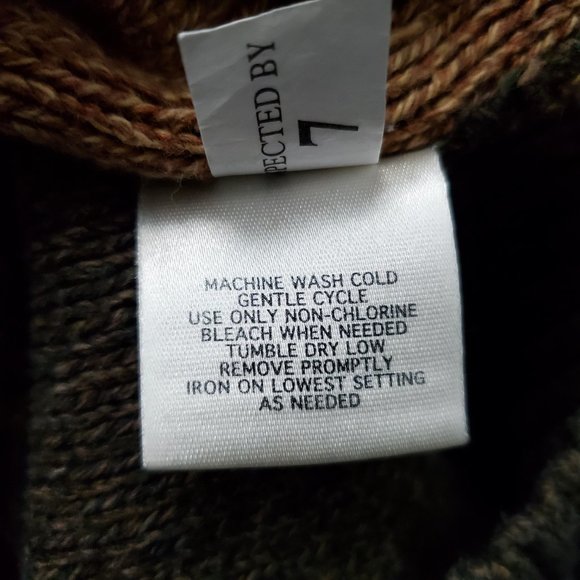 PECTED BY
7
MACHINE WASH COLD
GENTLE CYCLE
USE ONLY NON-CHLORINE
BLEACH WHEN NEEDED
TUMBLE DRY LOW
REMOVE PROMPTLY
IRON ON LOWEST SETTING
AS NEEDED